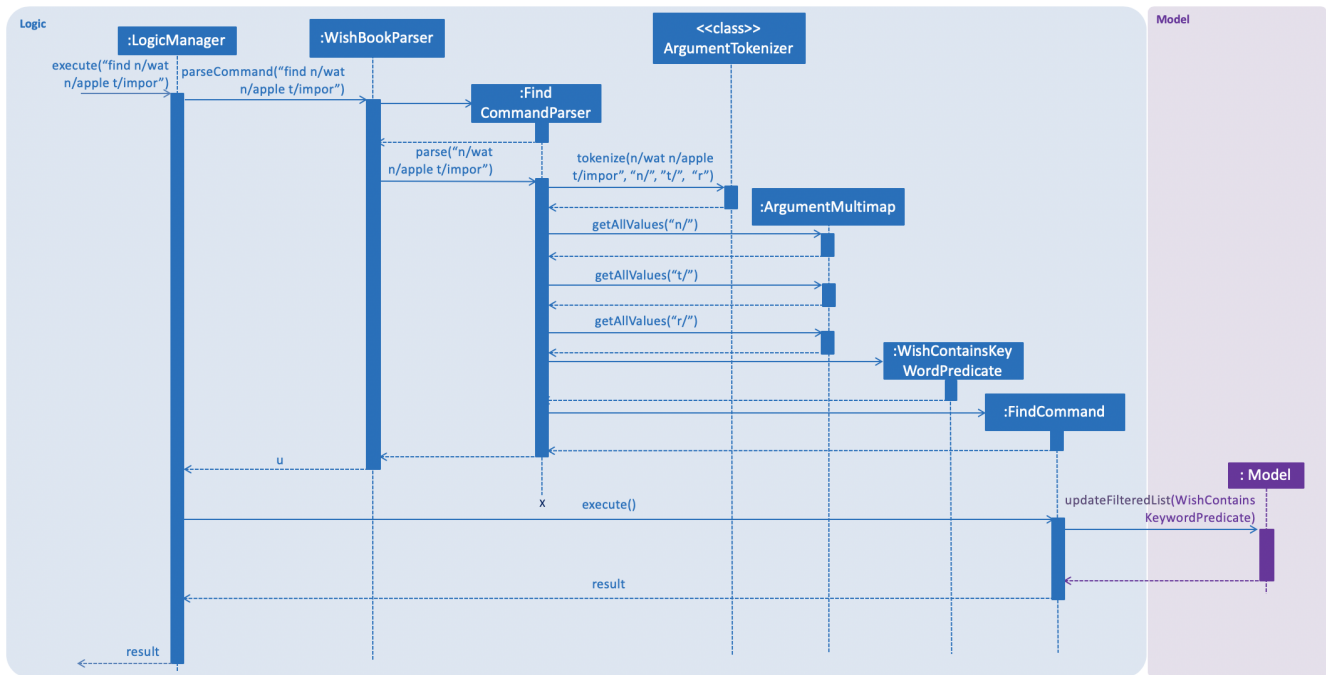 Logic
Model
<<class>>
ArgumentTokenizer
:LogicManager
:WishBookParser
execute(“find n/wat
n/apple t/impor”)
parseCommand(“find n/wat
n/apple t/impor”)
:Find
CommandParser
parse(“n/wat
n/apple t/impor”)
tokenize(n/wat n/apple
t/impor”, “n/”, “t/”, “r”)
:ArgumentMultimap
getAllValues(“n/”)
getAllValues(“t/”)
getAllValues(“r/”)
:WishContainsKey
WordPredicate
:FindCommand
u
: Model
x
execute()
updateFilteredList(WishContains
KeywordPredicate)
result
result